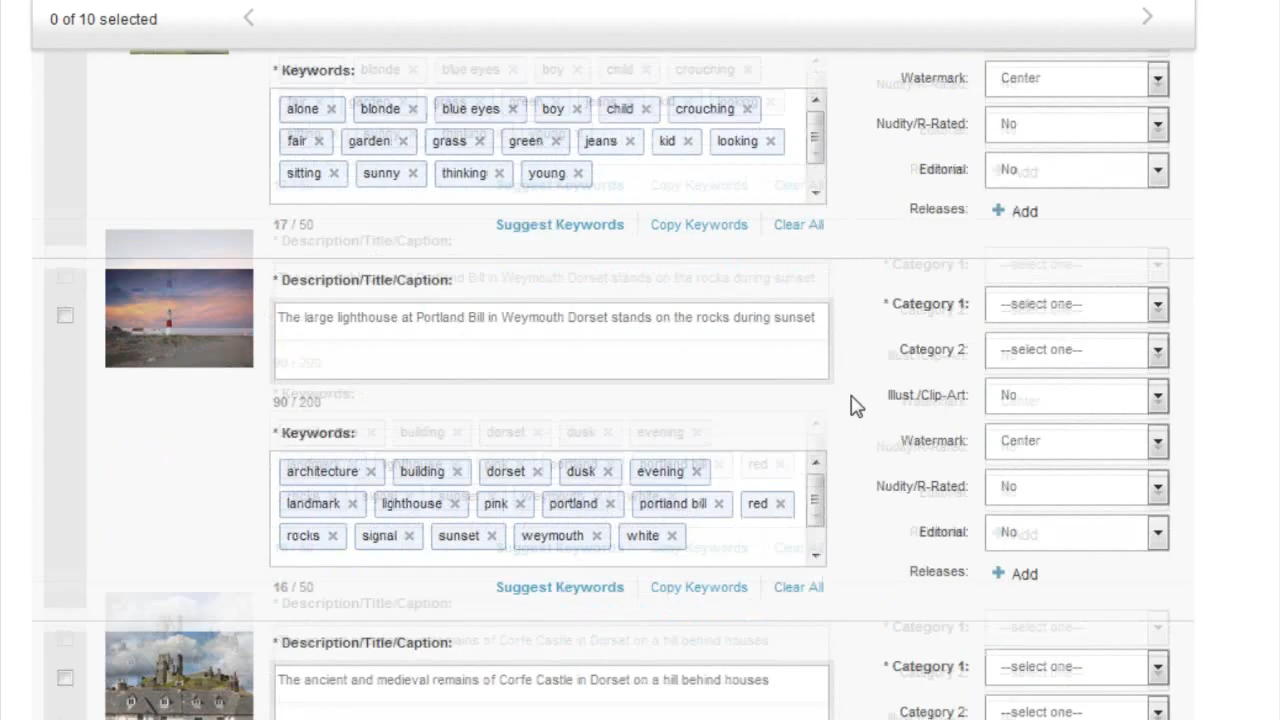 0 of 10 selected
* Keywords:
alone blonde blue eyes boy child crouching
fair garden grass green jeans kid looking
sitting sunny thinking young
17 / 50 Suggest Keywords Copy Keywords Clear All
Watermark: Center
Nudity/R-Rated: No
Editorial: No
Releases: Add
* Description/Title/Caption:
The large lighthouse at Portland Bill in Weymouth Dorset stands on the rocks during sunset
90 / 200
* Keywords:
architecture building dorset dusk evening
landmark lighthouse pink portland portland bill red
rocks signal sunset weymouth white
16 / 50 Suggest Keywords Copy Keywords Clear All
* Category 1: --select one--
Category 2: --select one--
Illust./Clip-Art: No
Watermark: Center
Nudity/R-Rated: No
Editorial: No
Releases: Add
* Description/Title/Caption:
The ancient and medieval remains of Corfe Castle in Dorset on a hill behind houses
* Category 1: --select one--
Category 2: --select one--